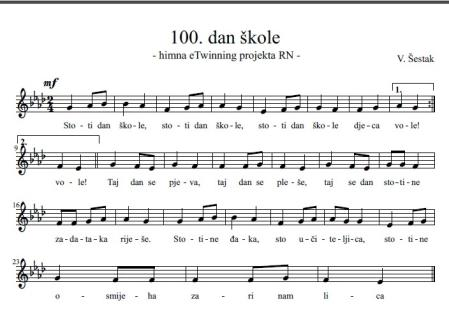 100. dan škole
- himna eTwinning projekta RN -
V. Šestak
mf
1.
Sto - ti dan ško - le, sto - ti dan ško - le, sto - ti dan ško - le dje - ca vo - le!
9 2.
vo - le! Taj dan se pje - va, taj dan se ple - še, taj se dan sto - ti - ne
16
za - da - ta - ka rije - še. Sto - ti - ne đa - ka, sto u - či - te - lji - ca, sto - ti - ne
23
o - smije - ha za - ri nam li - ca